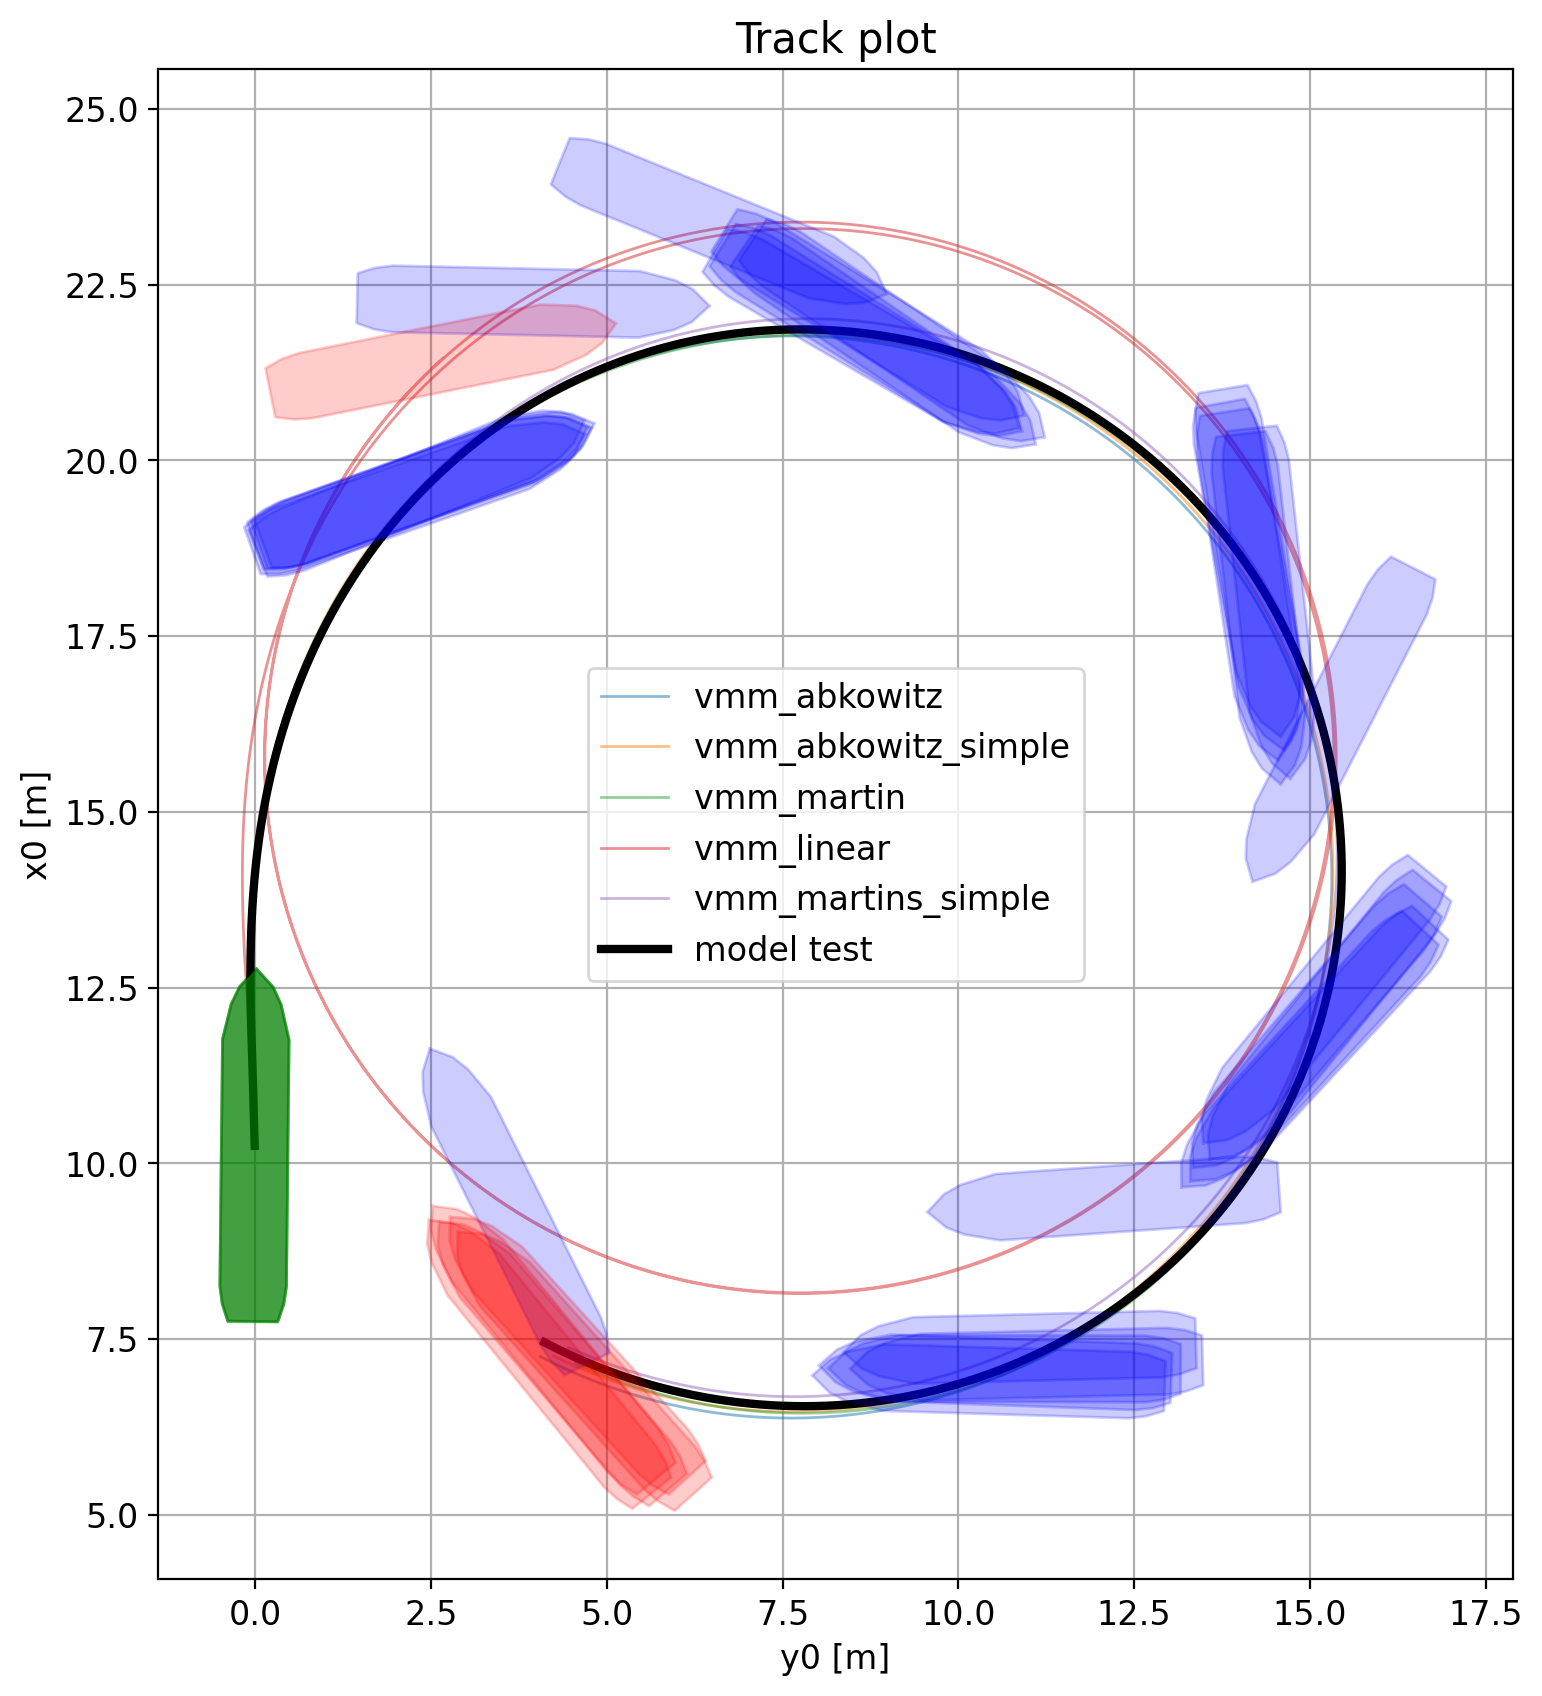 Track plot
25.0
22.5
20.0
17.5
15.0
12.5
10.0
7.5
5.0
x0 [m]
vmm_abkowitz
vmm_abkowitz_simple
vmm_martin
vmm_linear
vmm_martins_simple
model test
0.0 2.5 5.0 7.5 10.0 12.5 15.0 17.5
y0 [m]